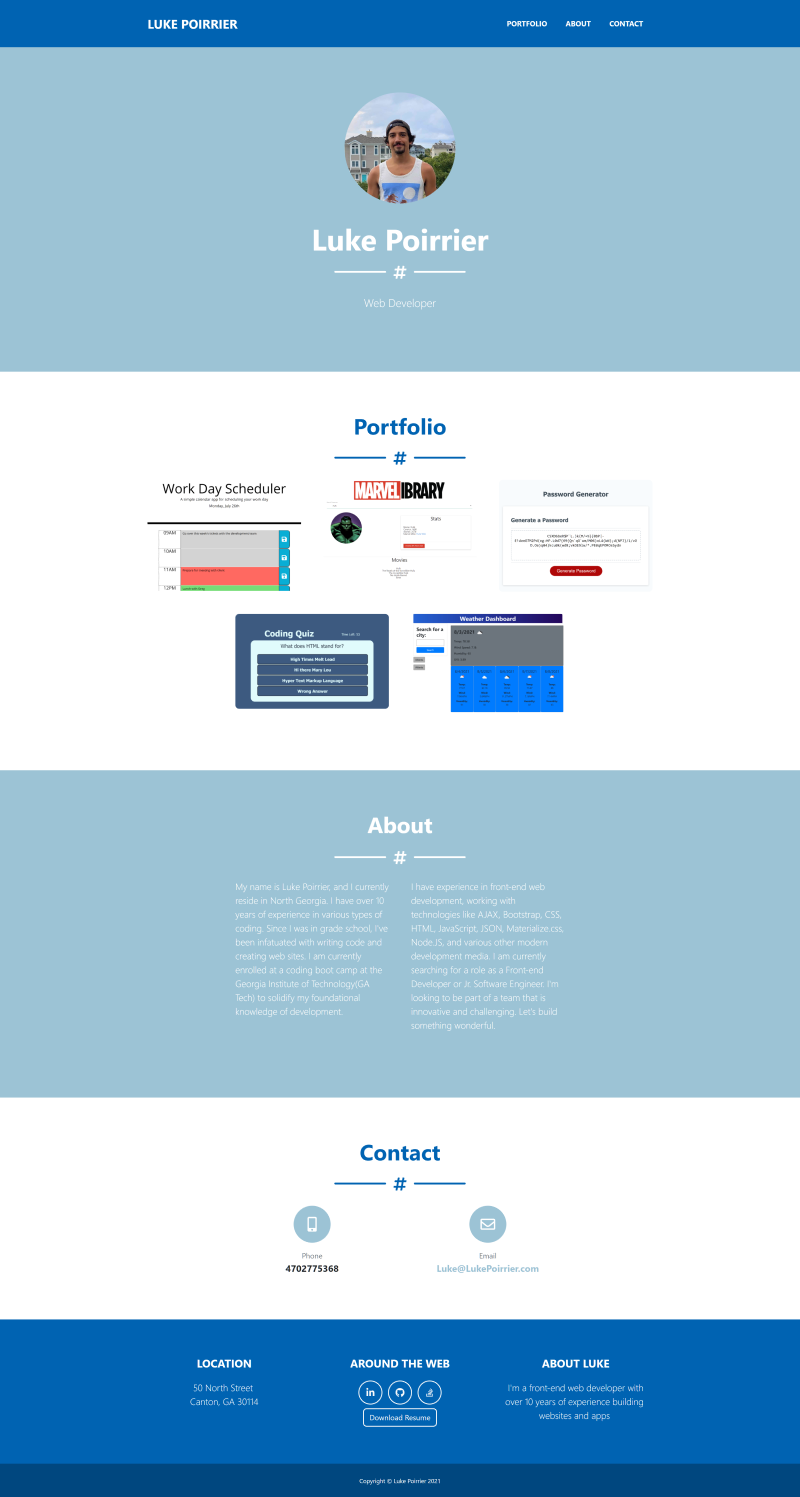 LUKE POIRRIER
PORTFOLIO ABOUT CONTACT
Luke Poirrier
#
Web Developer
Portfolio
#
Work Day Scheduler
A simple calendar app for scheduling your work day
Monday, July 26th
09AM
10AM
11AM
12PM
MARVELIBRARY
Stats
Movies
Password Generator
Generate a Password
Generate Password
Coding Quiz
What does HTML stand for?
High Times Melt Lead
Hi there Mary Lou
Hyper Text Markup Language
Wrong Answer
Weather Dashboard
Search for a
city:
About
#
My name is Luke Poirrier, and I currently
reside in North Georgia. I have over 10
years of experience in various types of
coding. Since I was in grade school, I've
been infatuated with writing code and
creating web sites. I am currently
enrolled at a coding boot camp at the
Georgia Institute of Technology(GA
Tech) to solidify my foundational
knowledge of development.
I have experience in front-end web
development, working with
technologies like AJAX, Bootstrap, CSS,
HTML, JavaScript, JSON, Materialize.css,
Node.JS, and various other modern
development media. I am currently
searching for a role as a Front-end
Developer or Jr. Software Engineer. I'm
looking to be part of a team that is
innovative and challenging. Let's build
something wonderful.
Contact
#
Phone
4702775368
Email
Luke@LukePoirrier.com
LOCATION
50 North Street
Canton, GA 30114
AROUND THE WEB
in
Download Resume
ABOUT LUKE
I'm a front-end web developer with
over 10 years of experience building
websites and apps
Copyright © Luke Poirrier 2021